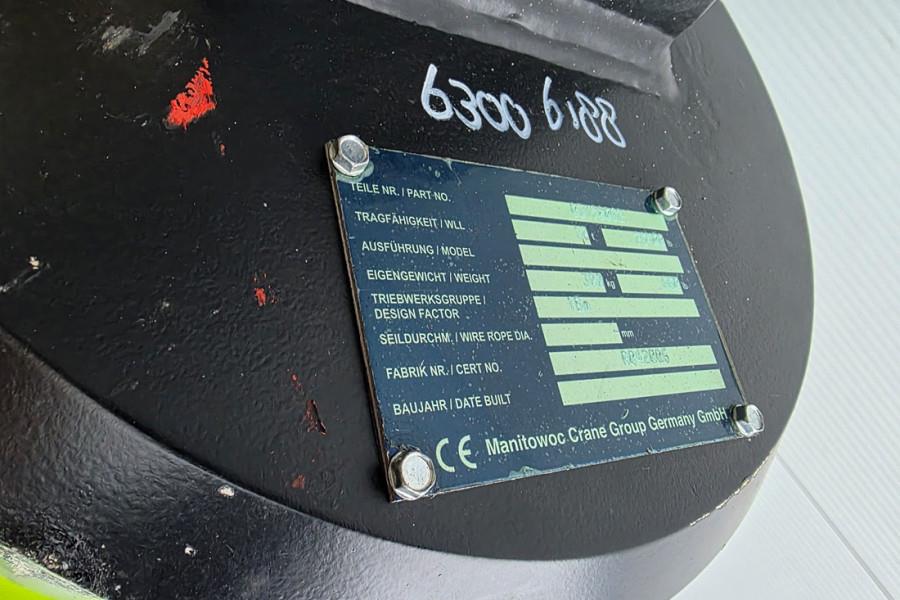 6300 6188
TEILE NR. / PART NO.
TRAGFÄHIGKEIT / WLL
AUSFÜHRUNG / MODEL
EIGENGEWICHT / WEIGHT kg
TRIEBWERKSGRUPPE /
DESIGN FACTOR
SEILDURCHM. / WIRE ROPE DIA. mm
FABRIK NR. / CERT NO.
BAUJAHR / DATE BUILT
CE Manitowoc Crane Group Germany GmbH